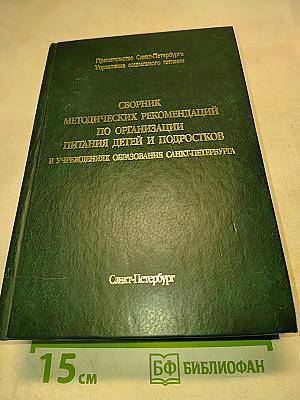 Правительство Санкт-Петербурга
Управление социального питания
СБОРНИК
МЕТОДИЧЕСКИХ РЕКОМЕНДАЦИЙ
ПО ОРГАНИЗАЦИИ
ПИТАНИЯ ДЕТЕЙ И ПОДРОСТКОВ
В УЧРЕЖДЕНИЯХ ОБРАЗОВАНИЯ САНКТ-ПЕТЕРБУРГА
Санкт-Петербург
15 см БФ БИБЛИОФАН